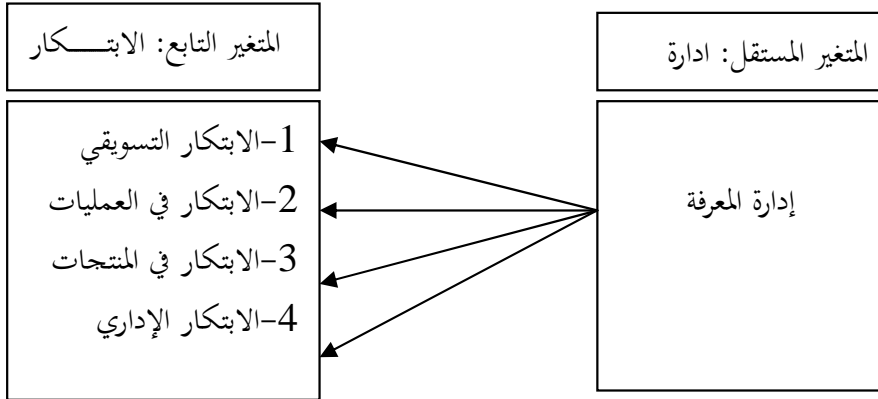 المتغير المستقل: ادارة
المتغير التابع: الابتـــــكار
إدارة المعرفة
1-الابتكار التسويقي
2-الابتكار في العمليات
3-الابتكار في المنتجات
4-الابتكار الإداري